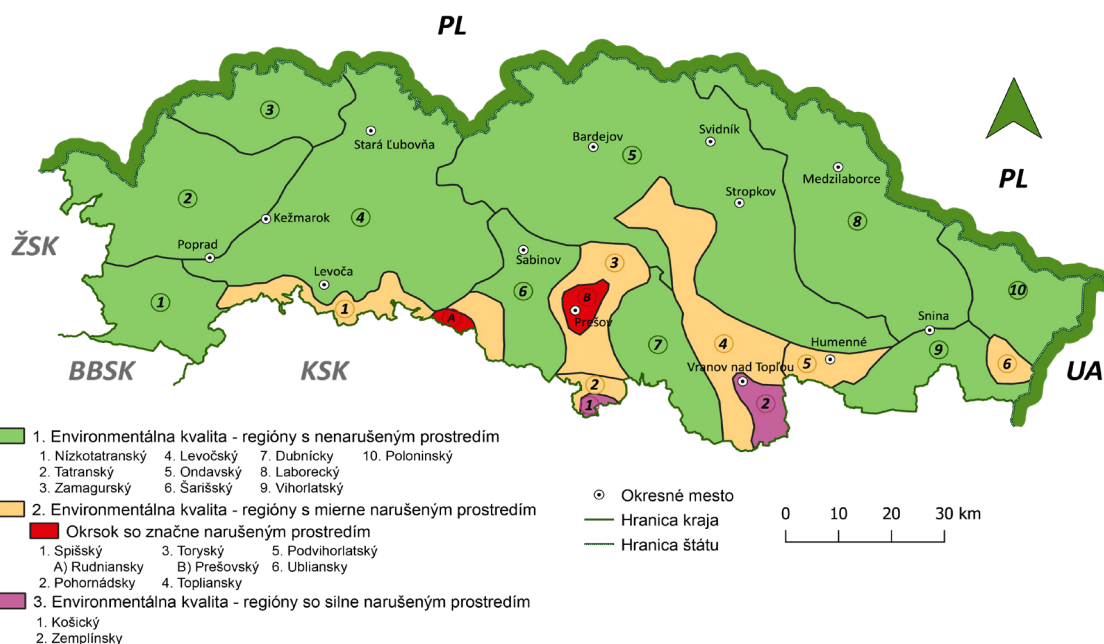 PL
3
Stará Ľubovňa
Bardejov
5
Svidník
Medzilaborce
PL
2
Kežmarok
4
Stropkov
8
ŽSK
Poprad
Levoča
Sabinov
3
10
1
1
A
6
B
Prešov
7
4
Snina
9
Humenné
5
6
Vranov nad Topľou
2
UA
BBSK
KSK
2
1
1. Environmentálna kvalita - regióny s nenarušeným prostredím
1. Nízkotatranský 4. Levočský 7. Dubnícky 10. Poloninský
2. Tatranský 5. Ondavský 8. Laborecký
3. Zamagurský 6. Šarišský 9. Vihorlatský
2. Environmentálna kvalita - regióny s mierne narušeným prostredím
Okrsok so značne narušeným prostredím
1. Spišský 3. Toryský 5. Podvihorlatský
A) Rudniansky B) Prešovský 6. Ubliansky
2. Pohornádsky 4. Topliansky
3. Environmentálna kvalita - regióny so silne narušeným prostredím
1. Košický
2. Zemplínsky
Okresné mesto
Hranica kraja
Hranica štátu
0 10 20 30 km